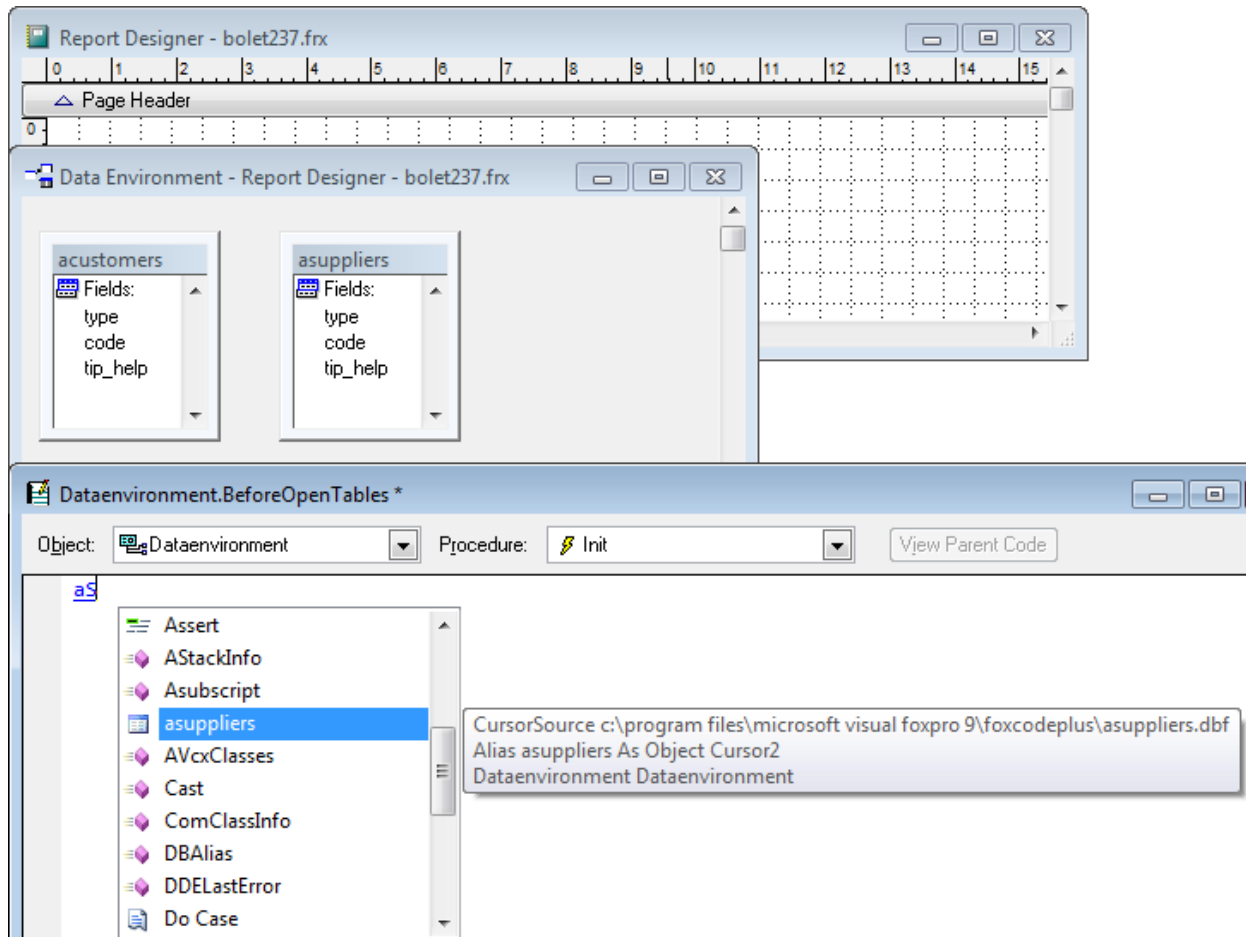 Report Designer - bolet237.frx
0 1 2 3 4 5 6 7 8 9 10 11 12 13 14 15
Page Header
0
Data Environment - Report Designer - bolet237.frx
acustomers
Fields:
type
code
tip_help
asuppliers
Fields:
type
code
tip_help
Dataenvironment.BeforeOpenTables *
Object: Dataenvironment Procedure: Init View Parent Code
aS
Assert
AStackInfo
Asubscript
asuppliers
AVcxClasses
Cast
ComClassInfo
DBAlias
DDELastError
Do Case
CursorSource c:\program files\microsoft visual foxpro 9\foxcodeplus\asuppliers.dbf
Alias asuppliers As Object Cursor2
Dataenvironment Dataenvironment